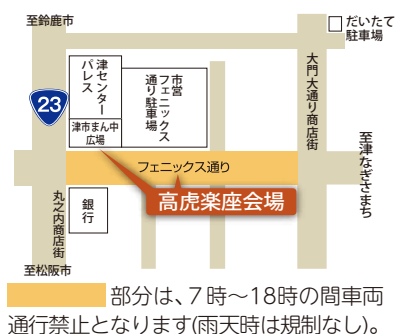 至鈴鹿市
だいたて
駐車場
津センター
パレス
市営
フェニックス
通り駐車場
大門大通り商店街
23
津市まん中
広場
至津なぎさまち
フェニックス通り
高虎楽座会場
銀行
丸之内商店街
至松阪市
部分は、7時～18時の間車両
通行禁止となります(雨天時は規制なし)。